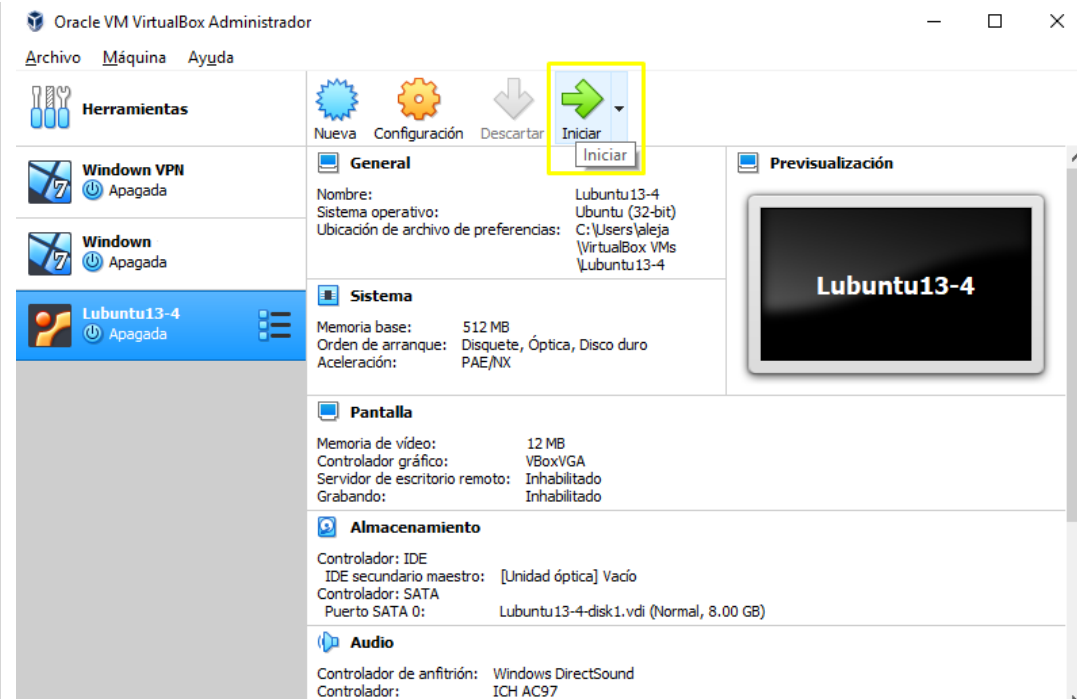 Oracle VM VirtualBox Administrador
Archivo Máquina Ayuda
Herramientas
Windown VPN
Apagada
Windown
Apagada
Lubuntu13-4
Apagada
Nueva Configuración Descartar Iniciar
Iniciar
General
Nombre: Lubuntu13-4
Sistema operativo: Ubuntu (32-bit)
Ubicación de archivo de preferencias: C:\Users\aleja
\VirtualBox VMs
\Lubuntu13-4
Previsualización
Lubuntu13-4
Sistema
Memoria base: 512 MB
Orden de arranque: Disquete, Óptica, Disco duro
Aceleración: PAE/NX
Pantalla
Memoria de vídeo: 12 MB
Controlador gráfico: VBoxVGA
Servidor de escritorio remoto: Inhabilitado
Grabando: Inhabilitado
Almacenamiento
Controlador: IDE
IDE secundario maestro: [Unidad óptica] Vacío
Controlador: SATA
Puerto SATA 0: Lubuntu13-4-disk1.vdi (Normal, 8.00 GB)
Audio
Controlador de anfitrión: Windows DirectSound
Controlador: ICH AC97